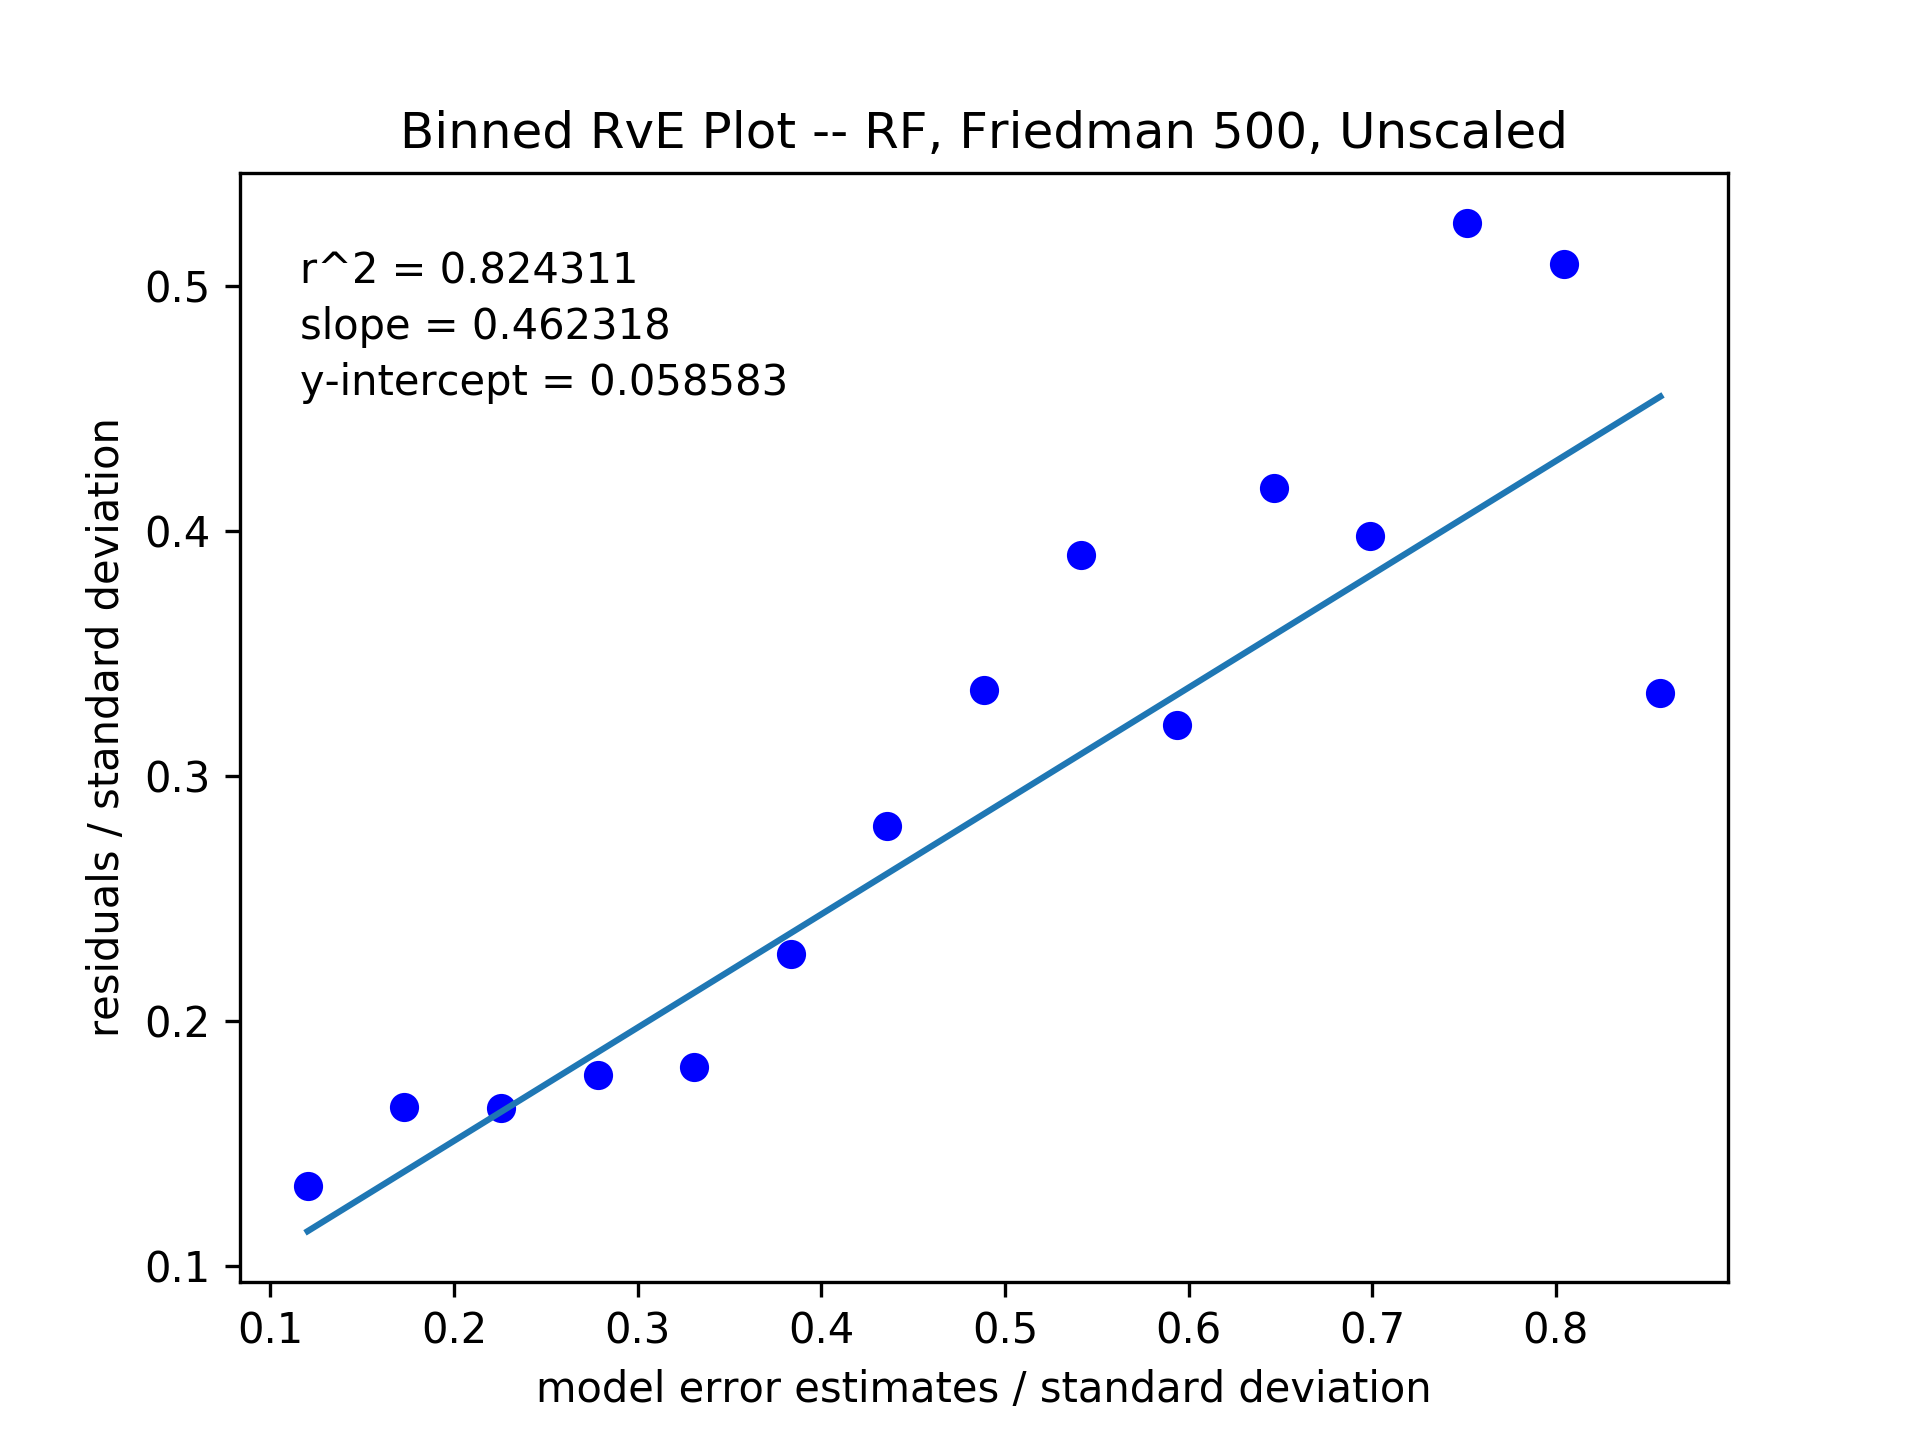 Binned RvE Plot -- RF, Friedman 500, Unscaled
r^2 = 0.824311
slope = 0.462318
y-intercept = 0.058583
residuals / standard deviation
0.5
0.4
0.3
0.2
0.1
0.1 0.2 0.3 0.4 0.5 0.6 0.7 0.8
model error estimates / standard deviation